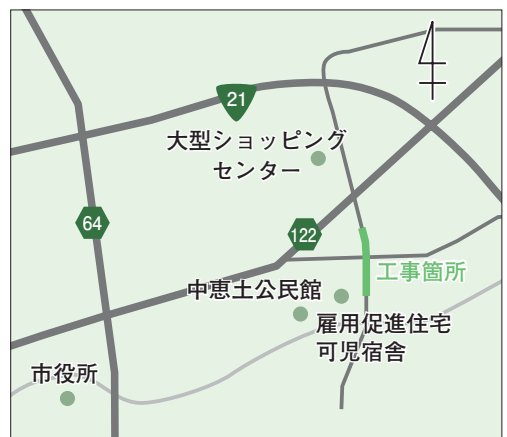 21
大型ショッピング
センター
64
122
工事箇所
中恵土公民館
雇用促進住宅
可児宿舎
市役所